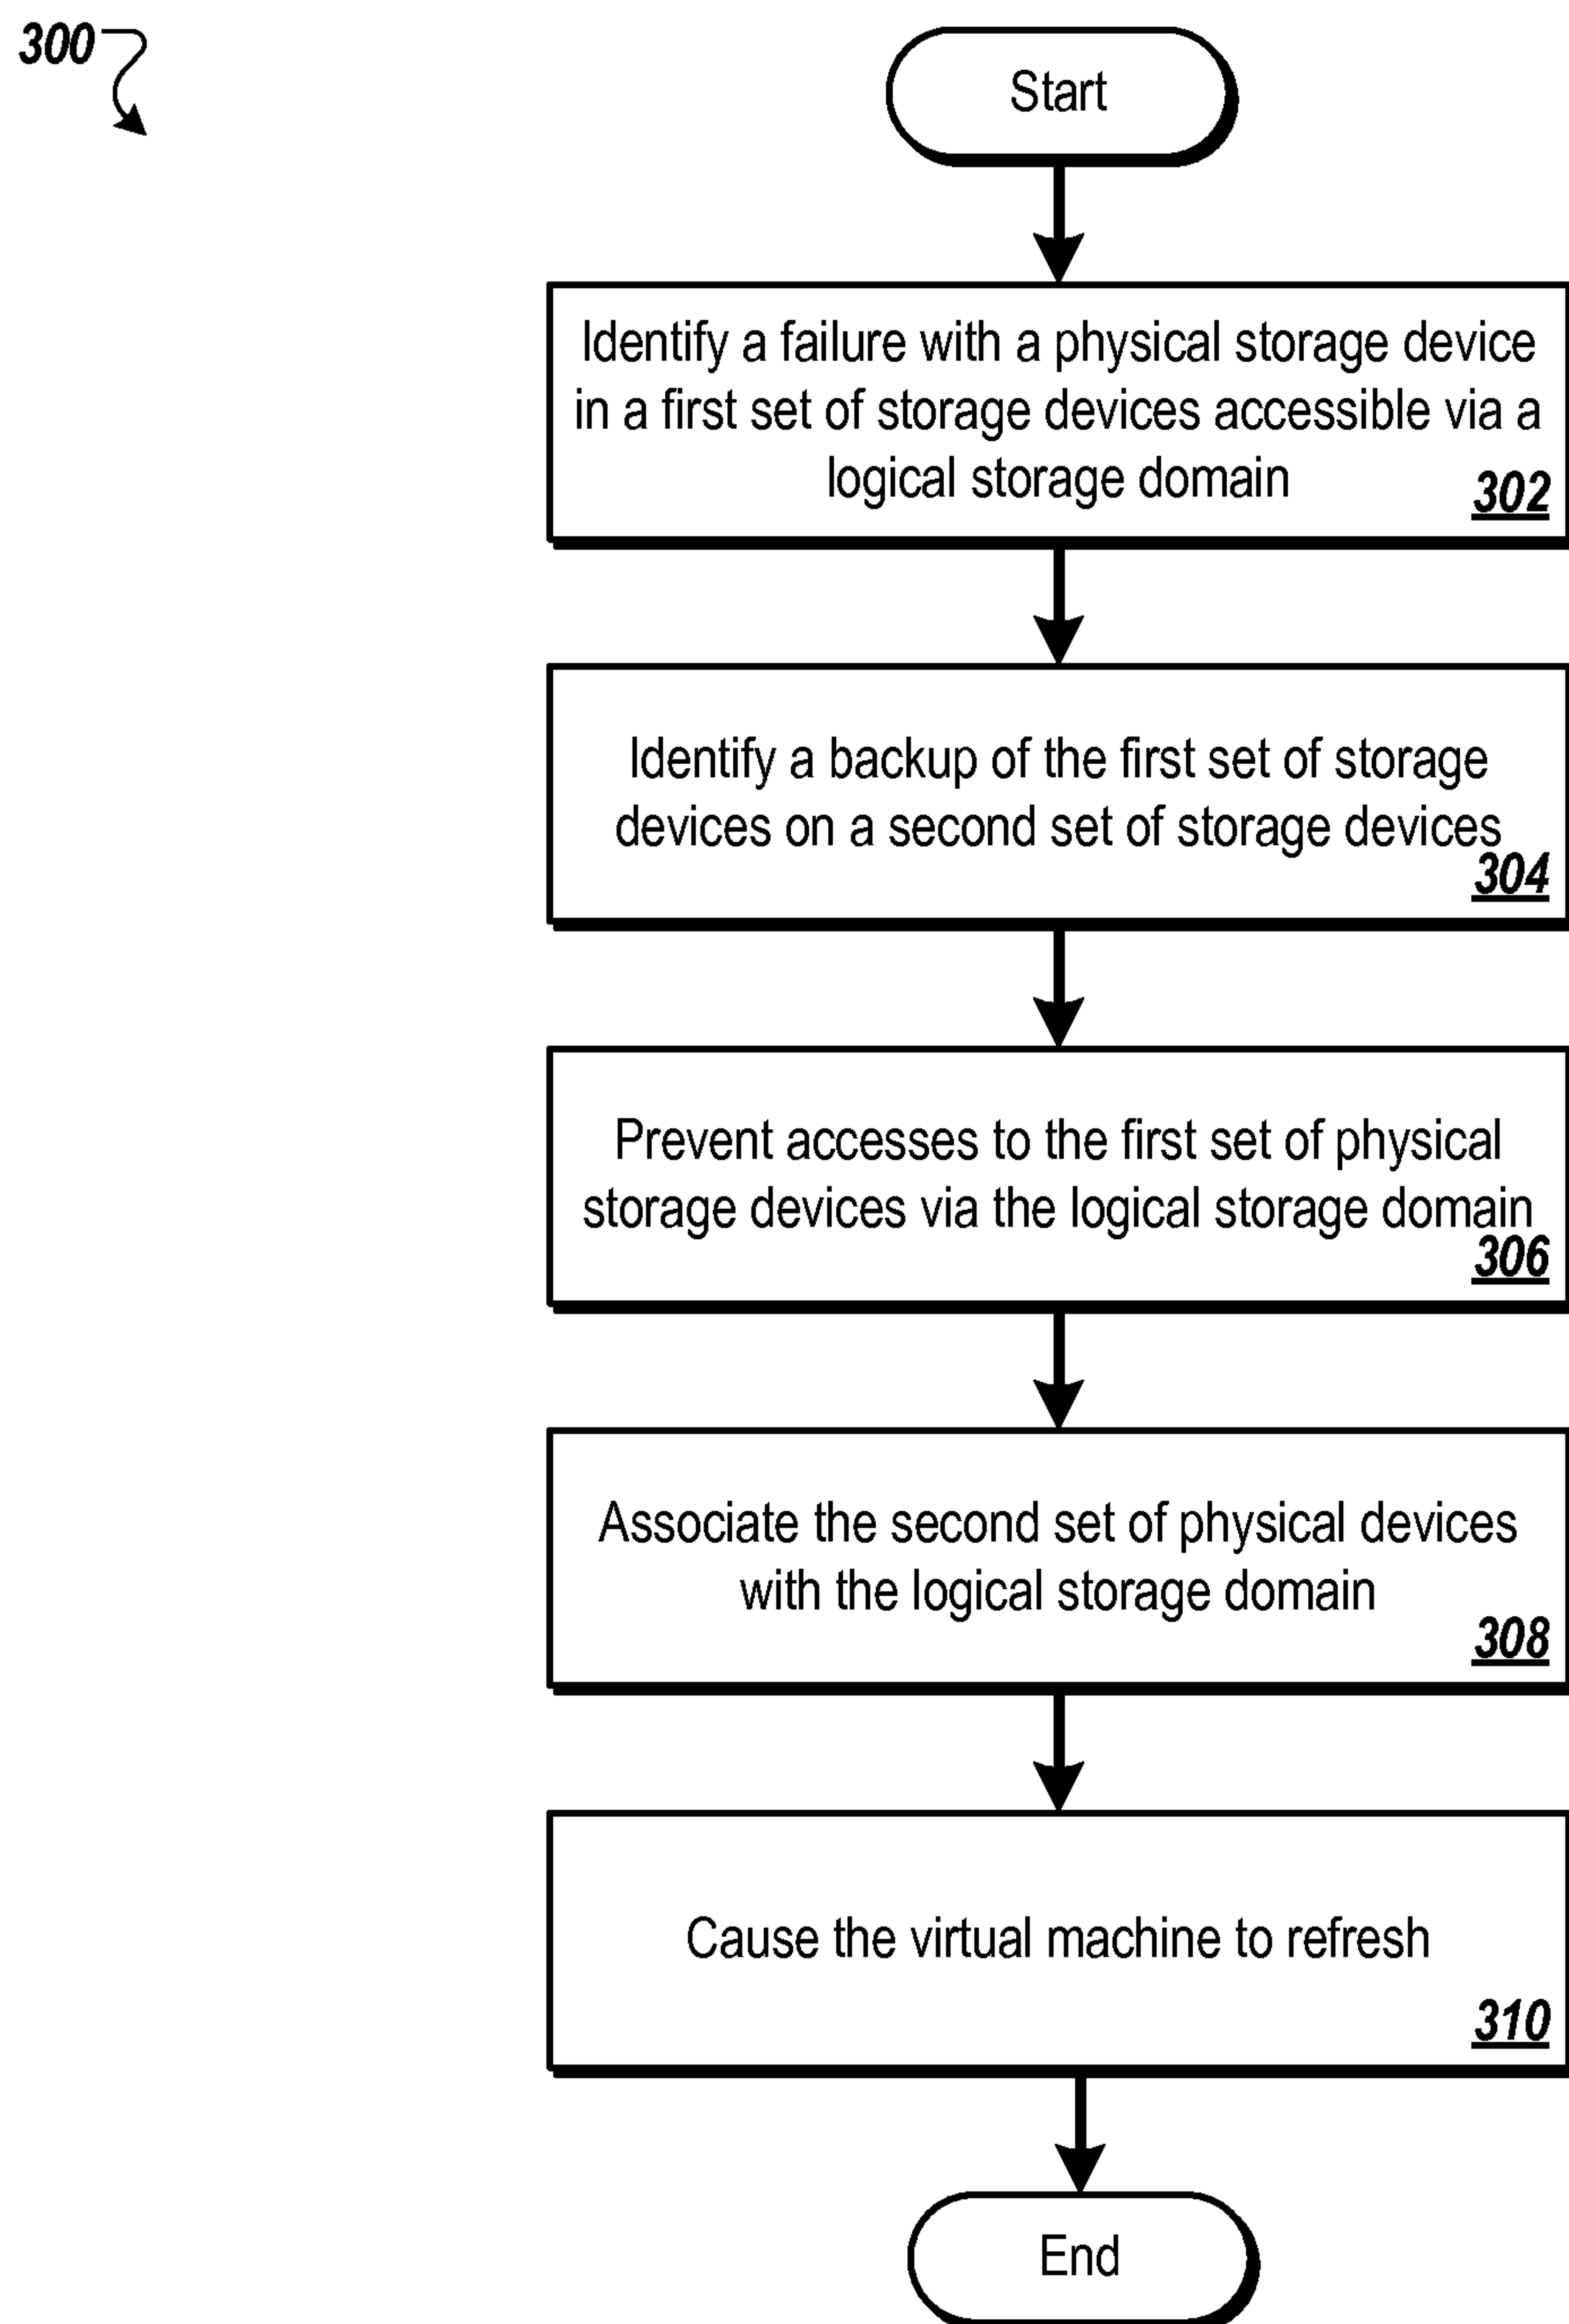 300
Start
Identify a failure with a physical storage device
in a first set of storage devices accessible via a
logical storage domain
302
Identify a backup of the first set of storage
devices on a second set of storage devices
304
Prevent accesses to the first set of physical
storage devices via the logical storage domain
306
Associate the second set of physical devices
with the logical storage domain
308
Cause the virtual machine to refresh
310
End